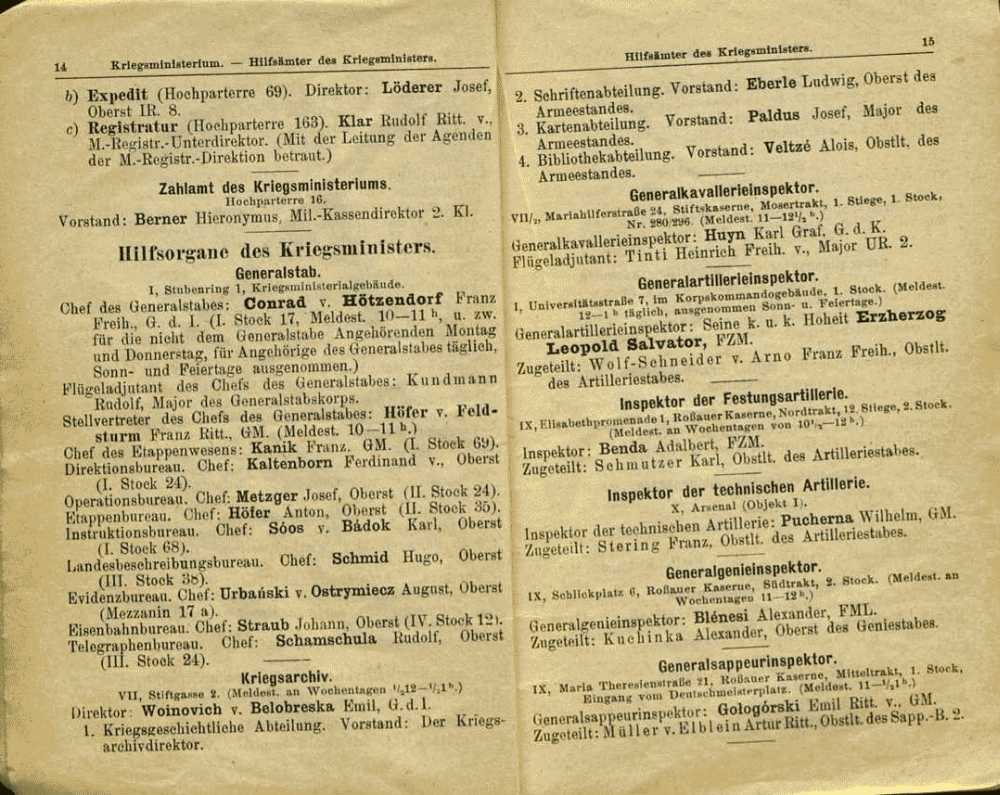 14 Kriegsministerium. — Hilfsämter des Kriegsministers.
b) Expedit (Hochparterre 69). Direktor: Löderer Josef,
Oberst IR. 8.
c) Registratur (Hochparterre 163). Klar Rudolf Ritt. v.,
M.-Registr.-Unterdirektor. (Mit der Leitung der Agenden
der M.-Registr.-Direktion betraut.)
Zahlamt des Kriegsministeriums.
Hochparterre 16.
Vorstand: Berner Hieronymus, Mil.-Kassendirektor 2. Kl.
Hilfsorgane des Kriegsministers.
Generalstab.
I, Stubenring 1, Kriegsministerialgebäude.
Chef des Generalstabes: Conrad v. Hötzendorf Franz
Freih., G. d. I. (I. Stock 17, Meldest. 10—11 h, u. zw.
für die nicht dem Generalstabe Angehörenden Montag
und Donnerstag, für Angehörige des Generalstabes täglich,
Sonn- und Feiertage ausgenommen.)
Flügeladjutant des Chefs des Generalstabes: Kundmann
Rudolf, Major des Generalstabskorps.
Stellvertreter des Chefs des Generalstabes: Höfer v. Feld-
sturm Franz Ritt., GM. (Meldest. 10—11 h.)
Chef des Etappenwesens: Kanik Franz, GM. (I. Stock 69).
Direktionsbureau. Chef: Kaltenborn Ferdinand v., Oberst
(I. Stock 24).
Operationsbureau. Chef: Metzger Josef, Oberst (II. Stock 24).
Etappenbureau. Chef: Höfer Anton, Oberst (II. Stock 35).
Instruktionsbureau. Chef: Sóos v. Bádok Karl, Oberst
(I. Stock 68).
Landesbeschreibungsbureau. Chef: Schmid Hugo, Oberst
(III. Stock 38).
Evidenzbureau. Chef: Urbański v. Ostrymiecz August, Oberst
(Mezzanin 17 a).
Eisenbahnbureau. Chef: Straub Johann, Oberst (IV. Stock 12).
Telegraphenbureau. Chef: Schamschula Rudolf, Oberst
(III. Stock 24).
Kriegsarchiv.
VII, Stiftgasse 2. (Meldest. an Wochentagen ½12—½1 h.)
Direktor: Woinovich v. Belobreska Emil, G. d. I.
1. Kriegsgeschichtliche Abteilung. Vorstand: Der Kriegs-
archivdirektor.
Hilfsämter des Kriegsministers. 15
2. Schriftenabteilung. Vorstand: Eberle Ludwig, Oberst des
Armeestandes.
3. Kartenabteilung. Vorstand: Paldus Josef, Major des
Armeestandes.
4. Bibliothekabteilung. Vorstand: Veltzé Alois, Obstlt. des
Armeestandes.
Generalkavallerieinspektor.
VII/2, Mariahilferstraße 24, Stiftskaserne, Mosertrakt, 1. Stiege, 1. Stock,
Nr. 280/296. (Meldest. 11—12½ h.)
Generalkavallerieinspektor: Huyn Karl Graf, G. d. K.
Flügeladjutant: Tinti Heinrich Freih. v., Major UR. 2.
Generalartillerieinspektor.
I, Universitätsstraße 7, im Korpskommandogebäude, 1. Stock. (Meldest.
12—1 h täglich, ausgenommen Sonn- u. Feiertage.)
Generalartillerieinspektor: Seine k. u. k. Hoheit Erzherzog
Leopold Salvator, FZM.
Zugeteilt: Wolf-Schneider v. Arno Franz Freih., Obstlt.
des Artilleriestabes.
Inspektor der Festungsartillerie.
IX, Elisabethpromenade 1, Roßauer Kaserne, Nordtrakt, 12. Stiege, 2. Stock.
(Meldest. an Wochentagen von 10½—12 h.)
Inspektor: Benda Adalbert, FZM.
Zugeteilt: Schmutzer Karl, Obstlt. des Artilleriestabes.
Inspektor der technischen Artillerie.
X, Arsenal (Objekt I).
Inspektor der technischen Artillerie: Pucherna Wilhelm, GM.
Zugeteilt: Stering Franz, Obstlt. des Artilleriestabes.
Generalgenieinspektor.
IX, Schlickplatz 6, Roßauer Kaserne, Südtrakt, 2. Stock. (Meldest. an
Wochentagen 11—12 h.)
Generalgenieinspektor: Blénesi Alexander, FML.
Zugeteilt: Kuchinka Alexander, Oberst des Geniestabes.
Generalsappeurinspektor.
IX, Maria Theresienstraße 21, Roßauer Kaserne, Mitteltrakt, 1. Stock,
Eingang vom Deutschmeisterplatz. (Meldest. 11—½1 h.)
Generalsappeurinspektor: Gologórski Emil Ritt. v., GM.
Zugeteilt: Müller v. Elblein Artur Ritt., Obstlt. des Sapp.-B. 2.